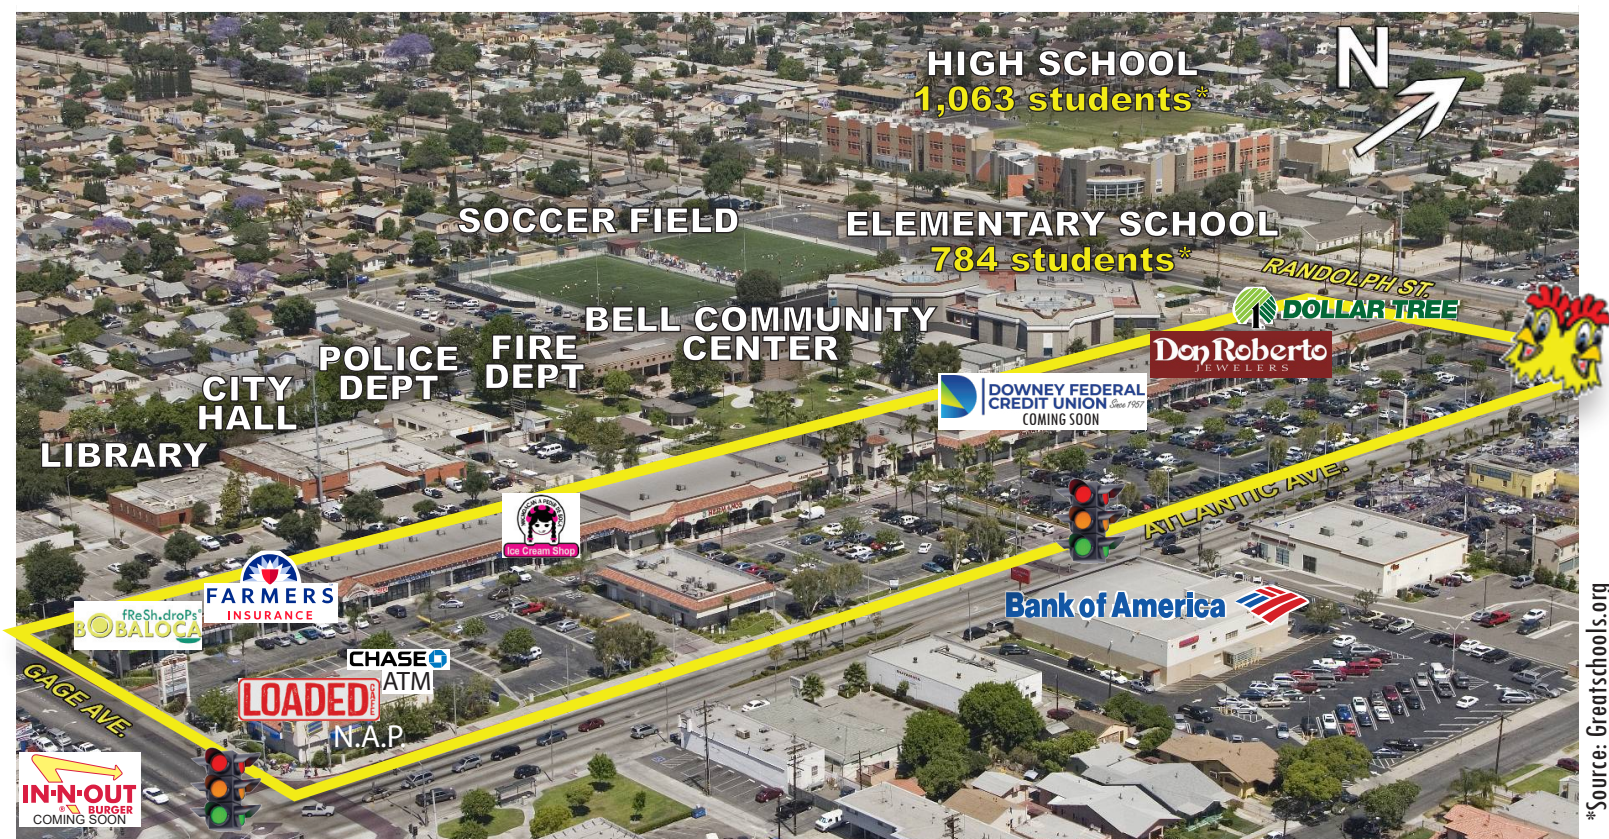 HIGH SCHOOL
1,063 students*
N
SOCCER FIELD
ELEMENTARY SCHOOL
784 students*
RANDOLPH ST.
DOLLAR TREE
BELL COMMUNITY
CENTER
Don Roberto
JEWELERS
FIRE
DEPT
POLICE
DEPT
CITY
HALL
LIBRARY
DOWNEY FEDERAL
CREDIT UNION Since 1957
COMING SOON
ATLANTIC AVE.
Ice Cream Shop
FARMERS
INSURANCE
fReSh.droPs
BOBALOCA
Bank of America
CHASE
ATM
LOADED
CAFE
N.A.P.
GAGE AVE.
IN-N-OUT
®
BURGER
COMING SOON
*Source: Greatschools.org